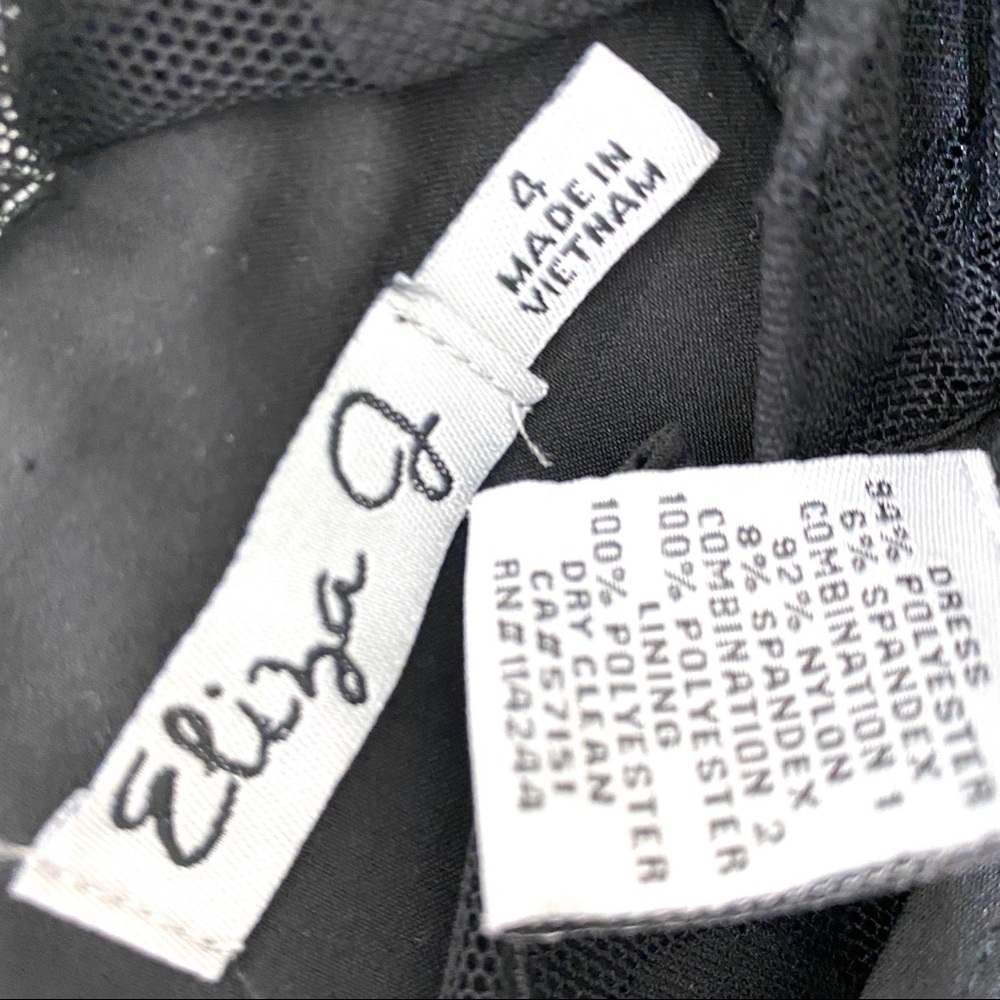 4
MADE IN
VIETNAM
Eliza J
DRESS
94% POLYESTER
6% SPANDEX
COMBINATION 1
92% NYLON
8% SPANDEX
COMBINATION 2
100% POLYESTER
LINING
100% POLYESTER
DRY CLEAN
CA#57151
RN#114244